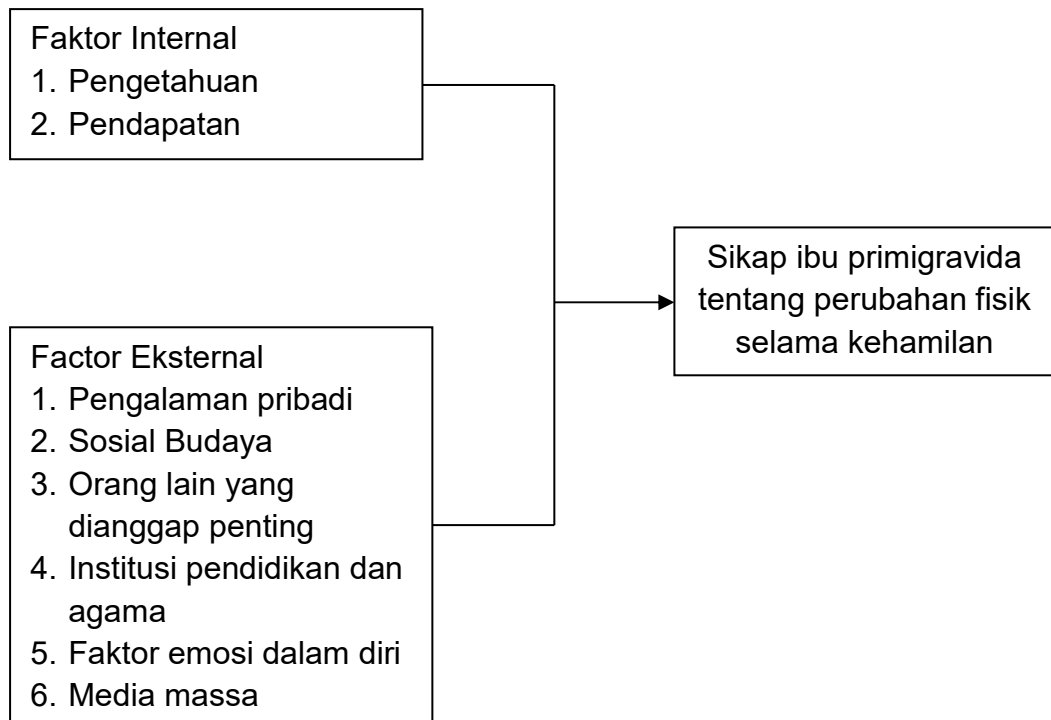 Faktor Internal
1. Pengetahuan
2. Pendapatan
Sikap ibu primigravida
tentang perubahan fisik
selama kehamilan
Factor Eksternal
1. Pengalaman pribadi
2. Sosial Budaya
3. Orang lain yang
dianggap penting
4. Institusi pendidikan dan
agama
5. Faktor emosi dalam diri
6. Media massa